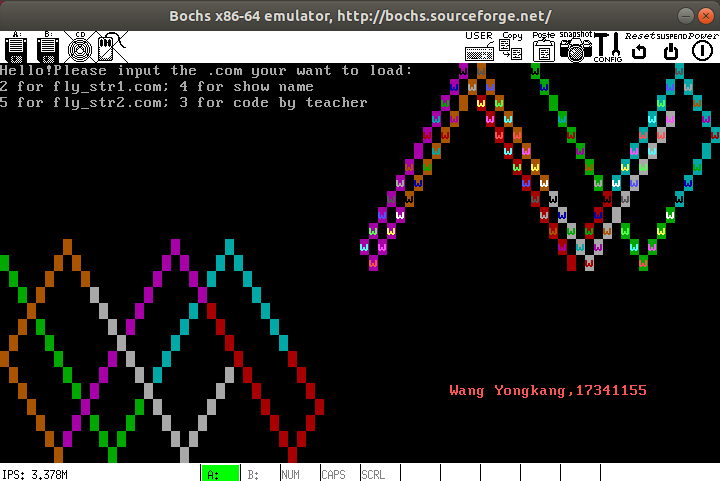 Bochs x86-64 emulator, http://bochs.sourceforge.net/
A: B: CD USER Copy Paste Snapshot CONFIG Reset SUSPEND Power
Hello!Please input the .com your want to load:
2 for fly_str1.com; 4 for show name
5 for fly_str2.com; 3 for code by teacher
Wang Yongkang,17341155
IPS: 3.378M A: B: NUM CAPS SCRL